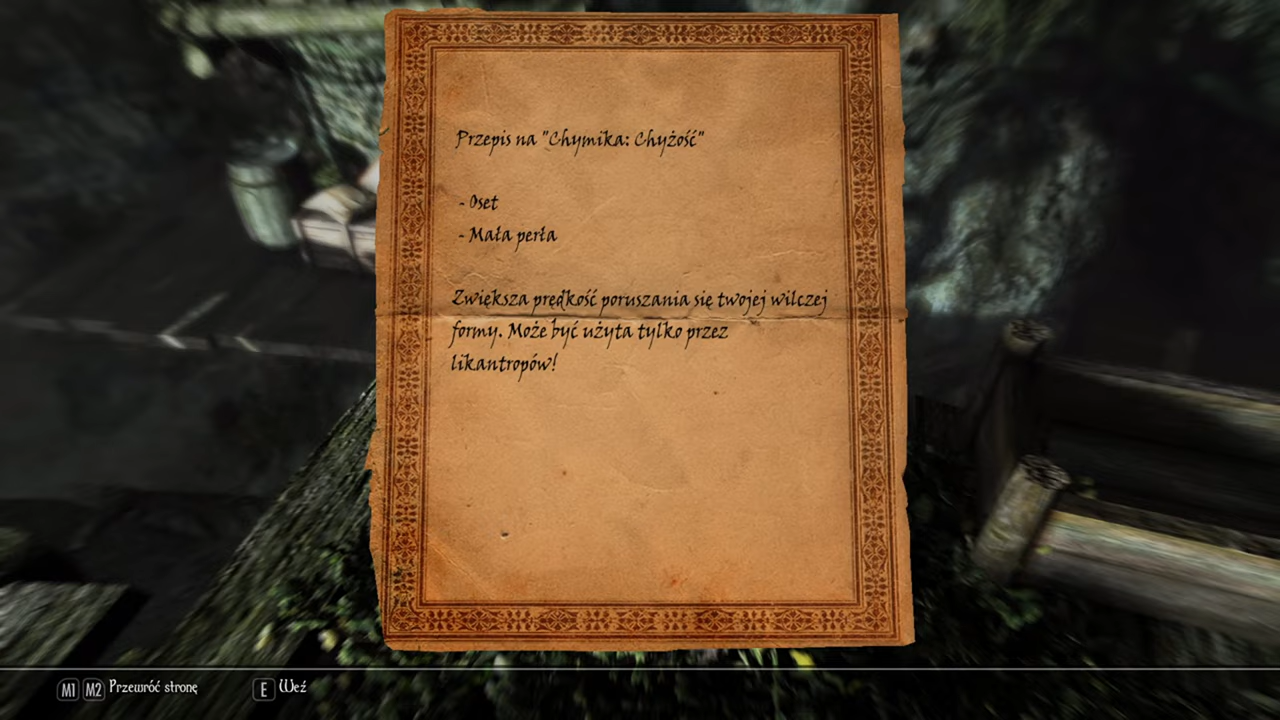 Przepis na "Chymika: Chyżość"
- Oset
- Mała perła
Zwiększa prędkość poruszania się twojej wilczej
formy. Może być użyta tylko przez
likantropów!
M1 M2 Przewróć stronę E Weź